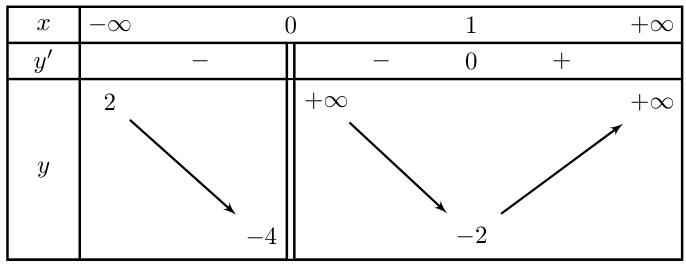 x −∞ 0 1 +∞
y′ − − 0 +
2 +∞ +∞
y
−4 −2